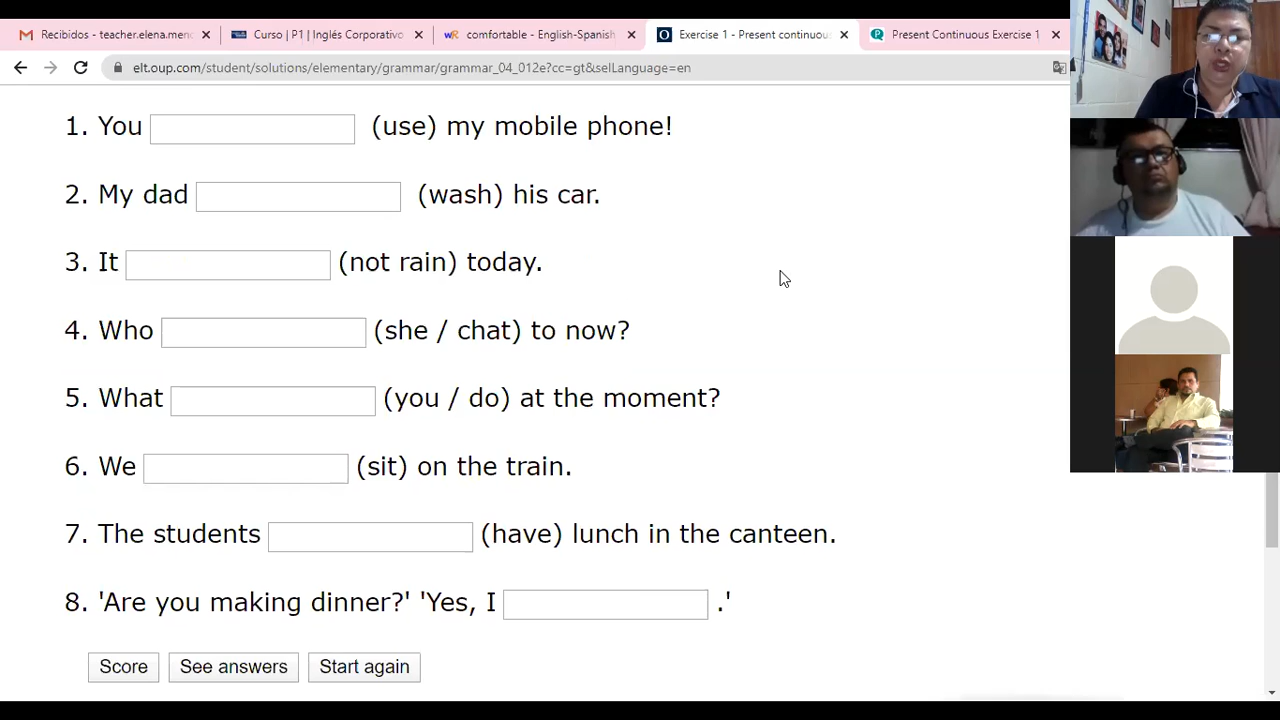 Recibidos - teacher.elena.men
Curso | P1 | Inglés Corporativo
comfortable - English-Spanish
Exercise 1 - Present continuou
Present Continuous Exercise 1
elt.oup.com/student/solutions/elementary/grammar/grammar_04_012e?cc=gt&selLanguage=en
1. You (use) my mobile phone!
2. My dad (wash) his car.
3. It (not rain) today.
4. Who (she / chat) to now?
5. What (you / do) at the moment?
6. We (sit) on the train.
7. The students (have) lunch in the canteen.
8. 'Are you making dinner?' 'Yes, I .'
Score See answers Start again